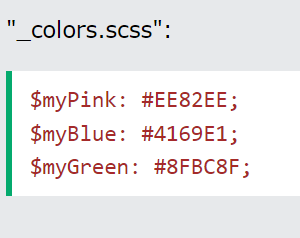 "_colors.scss":
$myPink: #EE82EE;
$myBlue: #4169E1;
$myGreen: #8FBC8F;